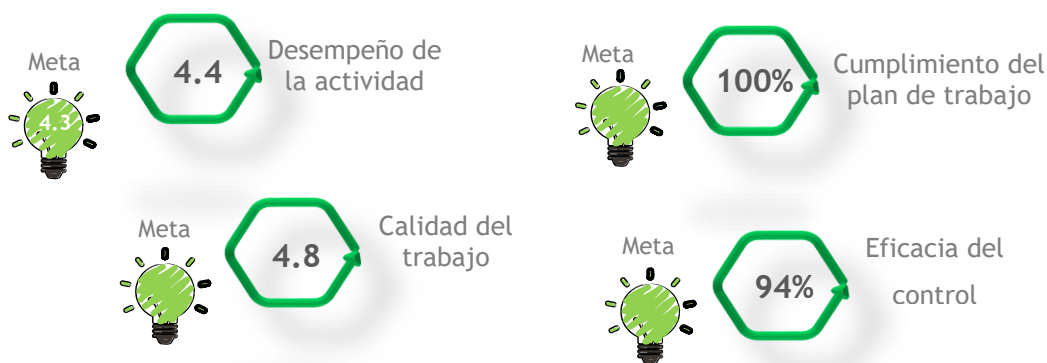 Meta
4.3
4.4
Desempeño de
la actividad
Meta
100%
Cumplimiento del
plan de trabajo
Meta
4.8
Calidad del
trabajo
Meta
94%
Eficacia del
control